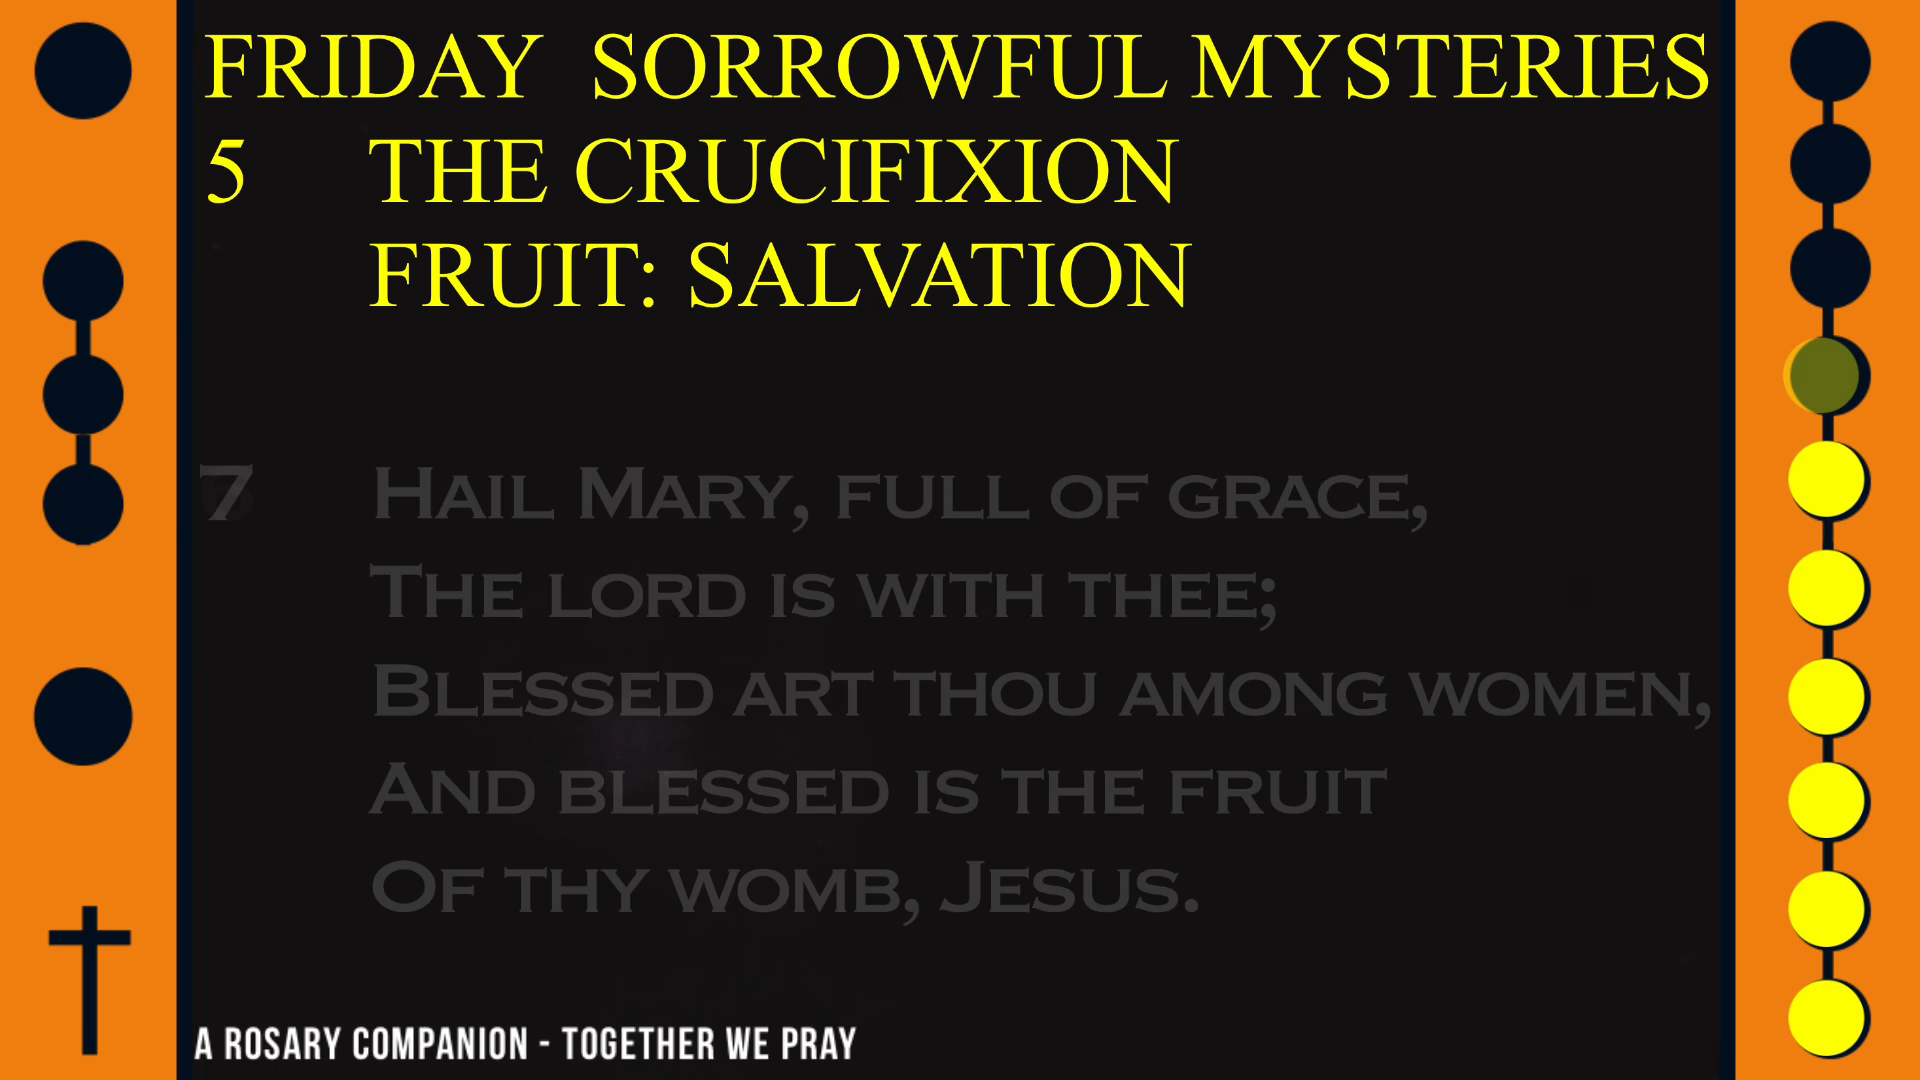 FRIDAY SORROWFUL MYSTERIES
5 THE CRUCIFIXION
FRUIT: SALVATION
7 HAIL MARY, FULL OF GRACE,
THE LORD IS WITH THEE;
BLESSED ART THOU AMONG WOMEN,
AND BLESSED IS THE FRUIT
OF THY WOMB, JESUS.
A ROSARY COMPANION - TOGETHER WE PRAY